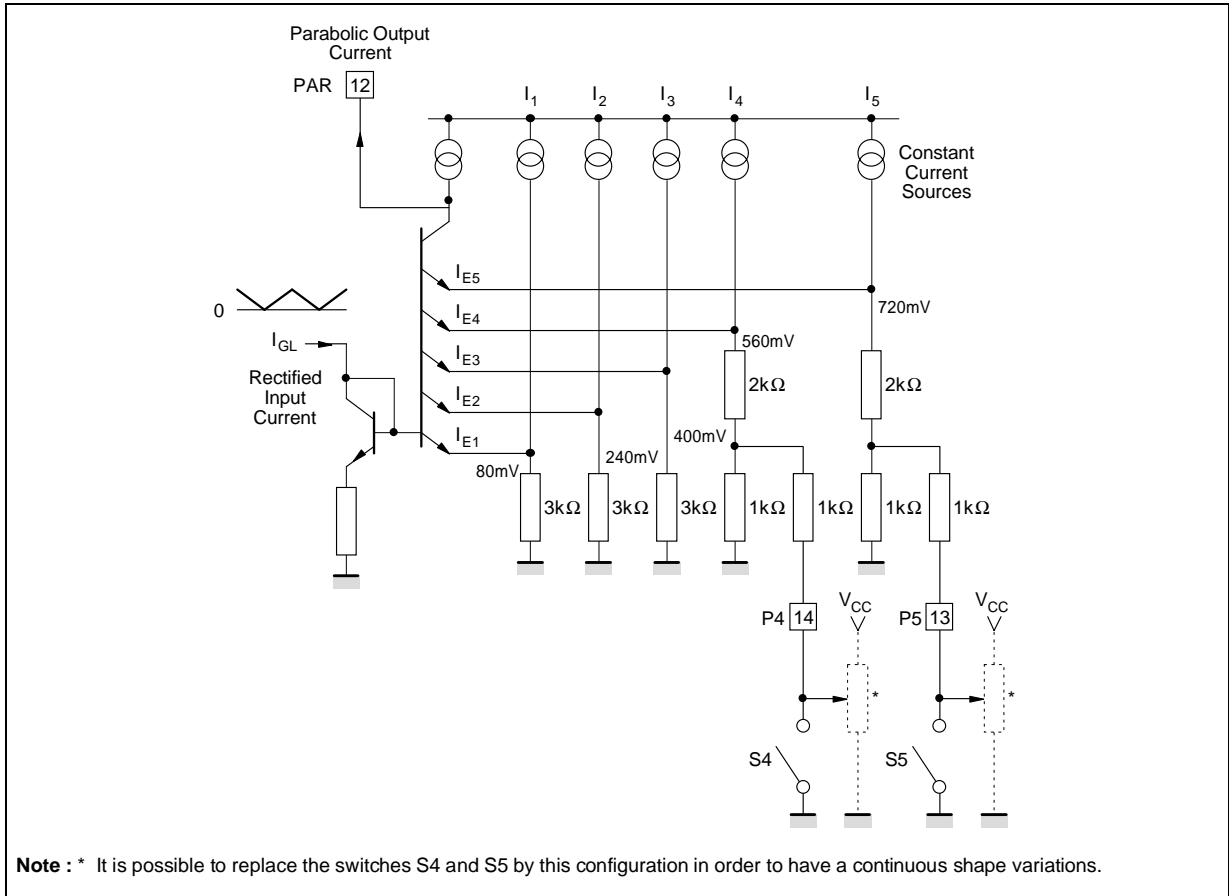 Parabolic Output
Current
PAR 12
I1 I2 I3 I4 I5
Constant
Current
Sources
IE5
720mV
0
IE4
560mV
IGL
IE3
2kΩ 2kΩ
Rectified
Input
Current
IE2
400mV
IE1
240mV
80mV
3kΩ 3kΩ 3kΩ 1kΩ 1kΩ 1kΩ 1kΩ
VCC VCC
P4 14 P5 13
* *
S4 S5
Note : * It is possible to replace the switches S4 and S5 by this configuration in order to have a continuous shape variations.